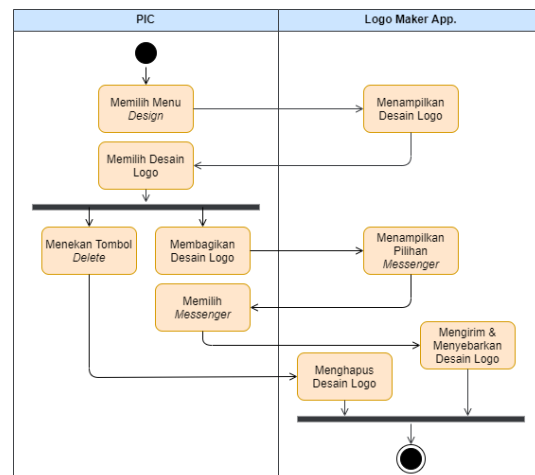 PIC
Logo Maker App.
Memilih Menu
Design
Menampilkan
Desain Logo
Memilih Desain
Logo
Menekan Tombol
Delete
Membagikan
Desain Logo
Menampilkan
Pilihan
Messenger
Memilih
Messenger
Mengirim &
Menyebarkan
Desain Logo
Menghapus
Desain Logo